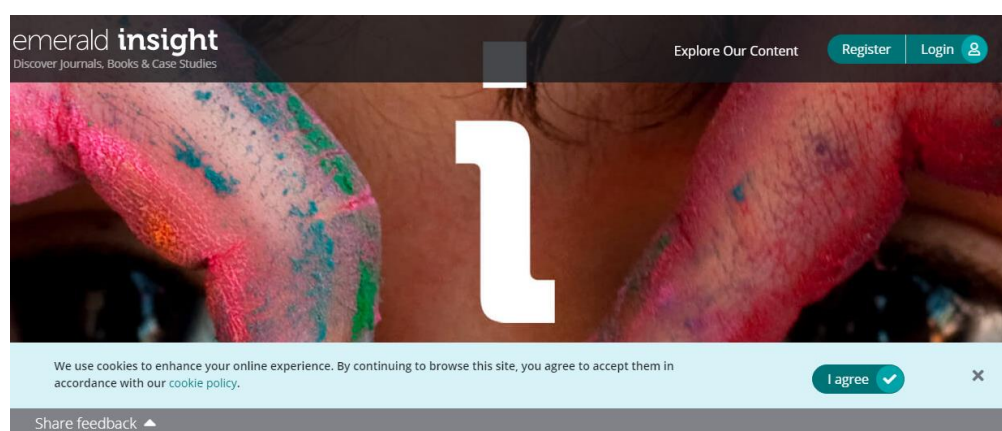 emerald insight
Discover Journals, Books & Case Studies
Explore Our Content
Register
Login
i
We use cookies to enhance your online experience. By continuing to browse this site, you agree to accept them in
accordance with our cookie policy.
I agree
Share feedback